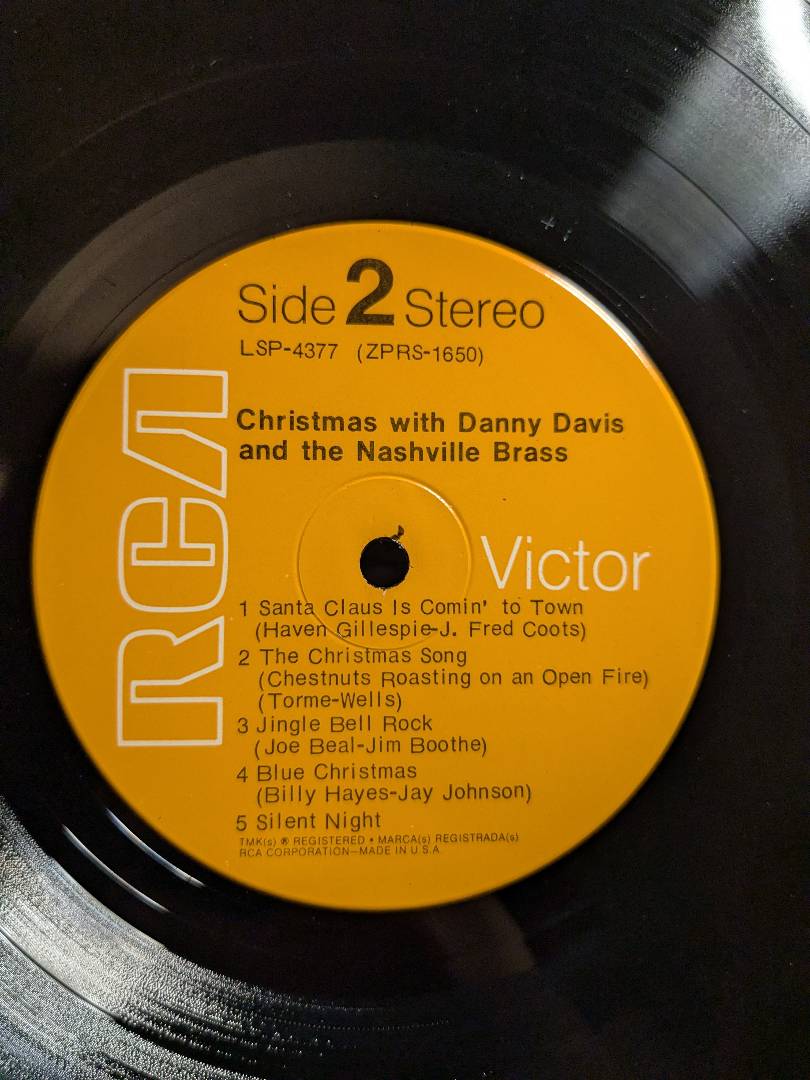 Side 2 Stereo
LSP-4377 (ZPRS-1650)
Christmas with Danny Davis
and the Nashville Brass
RCA
Victor
1 Santa Claus Is Comin' to Town
(Haven Gillespie-J. Fred Coots)
2 The Christmas Song
(Chestnuts Roasting on an Open Fire)
(Torme-Wells)
3 Jingle Bell Rock
(Joe Beal-Jim Boothe)
4 Blue Christmas
(Billy Hayes-Jay Johnson)
5 Silent Night
TMK(s) ® REGISTERED • MARCA(s) REGISTRADA(s)
RCA CORPORATION—MADE IN U.S.A.